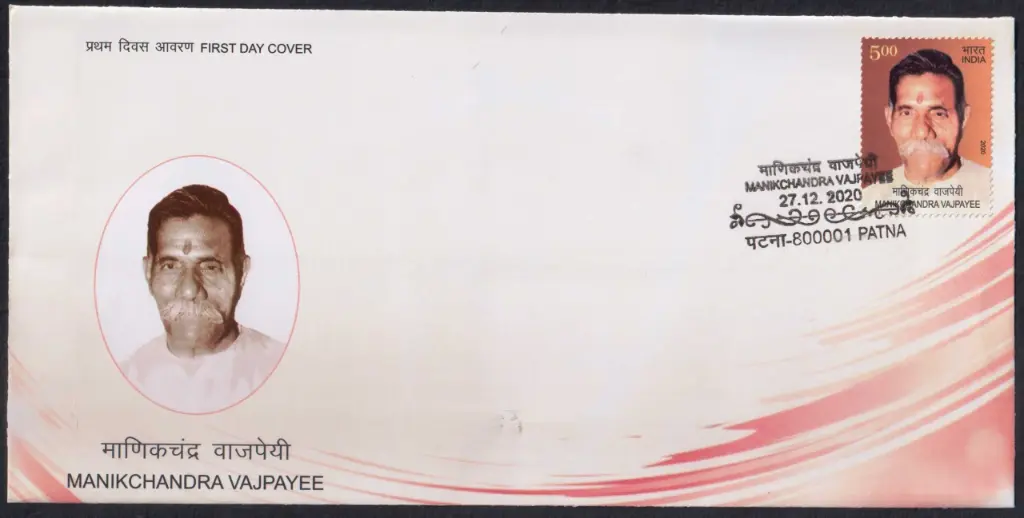 प्रथम दिवस आवरण FIRST DAY COVER
5.00
भारत
INDIA
2020
माणिकचंद्र वाजपेयी
MANIKCHANDRA VAJPAYEE
माणिकचंद्र वाजपेयी
MANIKCHANDRA VAJPAYEE
27.12. 2020
पटना-800001 PATNA
माणिकचंद्र वाजपेयी
MANIKCHANDRA VAJPAYEE